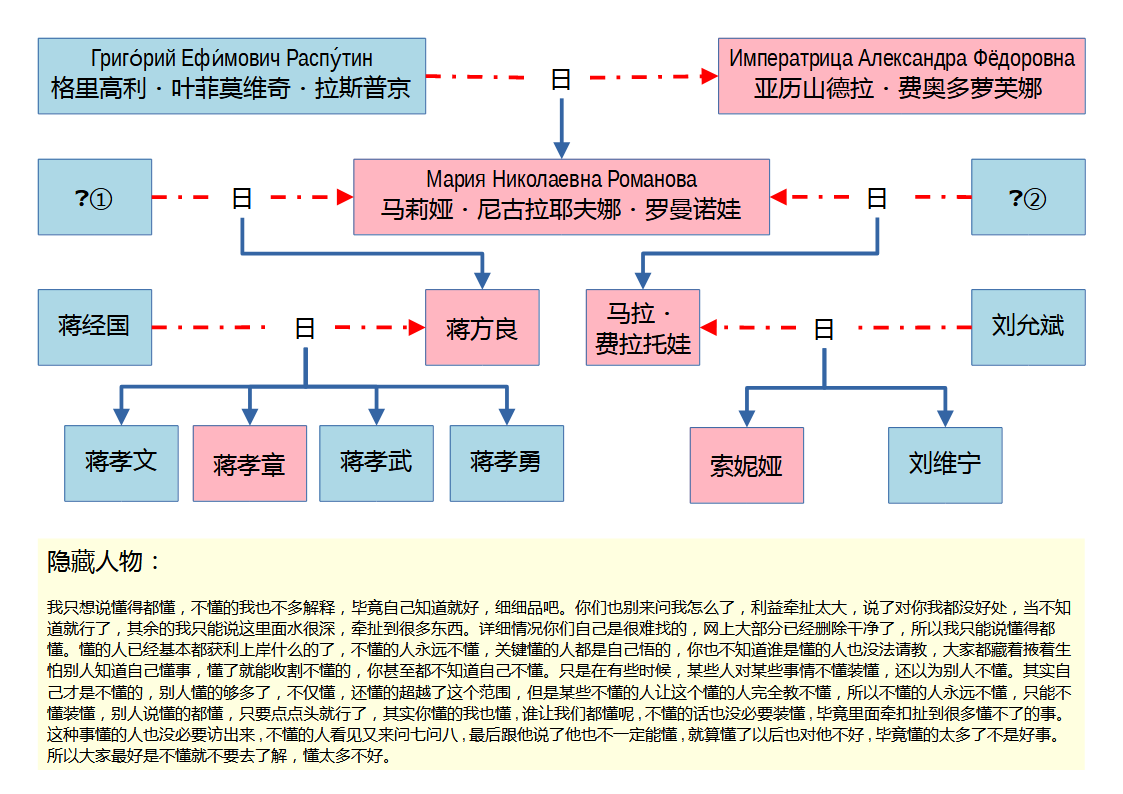 Григо́рий Ефи́мович Распу́тин
格里高利·叶菲莫维奇·拉斯普京
日
Императрица Александра Фёдоровна
亚历山德拉·费奥多萝芙娜
?①
日
Мария Николаевна Романова
马莉娅·尼古拉耶夫娜·罗曼诺娃
日
?②
蒋经国
日
蒋方良
马拉·
费拉托娃
日
刘允斌
蒋孝文
蒋孝章
蒋孝武
蒋孝勇
索妮娅
刘维宁
隐藏人物：
我只想说懂得都懂，不懂的我也不多解释，毕竟自己知道就好，细细品吧。你们也别来问我怎么了，利益牵扯太大，说了对你我都没好处，当不知
道就行了，其余的我只能说这里面水很深，牵扯到很多东西。详细情况你们自己是很难找的，网上大部分已经删除干净了，所以我只能说懂得都
懂。懂的人已经基本都获利上岸什么的了，不懂的人永远不懂，关键懂的人都是自己悟的，你也不知道谁是懂的人也没法请教，大家都藏着掖着生
怕别人知道自己懂事，懂了就能收割不懂的，你甚至都不知道自己不懂。只是在有些时候，某些人对某些事情不懂装懂，还以为别人不懂。其实自
己才是不懂的，别人懂的够多了，不仅懂，还懂的超越了这个范围，但是某些不懂的人让这个懂的人完全教不懂，所以不懂的人永远不懂，只能不
懂装懂，别人说懂的都懂，只要点点头就行了，其实你懂的我也懂,谁让我们都懂呢,不懂的话也没必要装懂,毕竟里面牵扣扯到很多懂不了的事。
这种事懂的人也没必要访出来,不懂的人看见又来问七问八,最后跟他说了他也不一定能懂,就算懂了以后也对他不好,毕竟懂的太多了不是好事。
所以大家最好是不懂就不要去了解，懂太多不好。